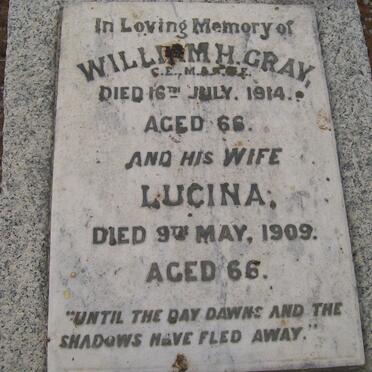 In Loving Memory of
WILLIAM H. GRAY,
C.E., M.A.S.C.E.
DIED 16TH JULY, 1914.
AGED 66.
AND HIS WIFE
LUCINA,
DIED 9TH MAY, 1909.
AGED 66.
"UNTIL THE DAY DAWNS AND THE
SHADOWS HAVE FLED AWAY."